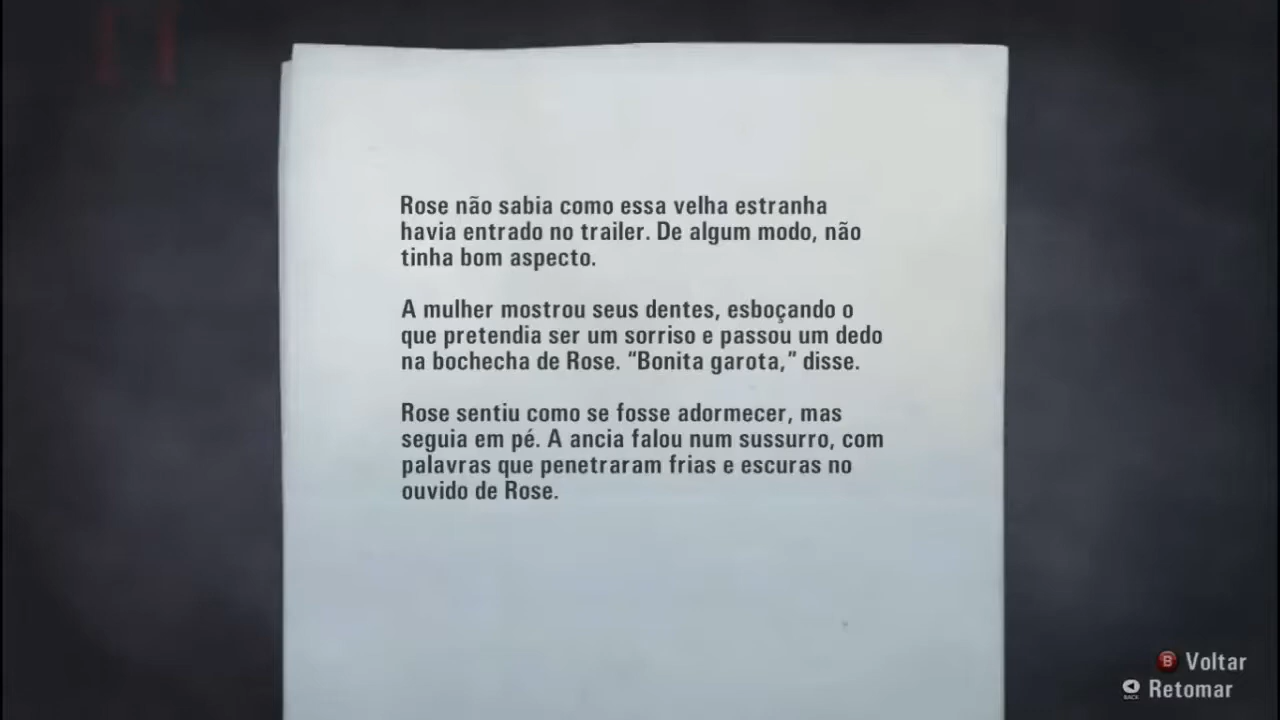 Rose não sabia como essa velha estranha
havia entrado no trailer. De algum modo, não
tinha bom aspecto.
A mulher mostrou seus dentes, esboçando o
que pretendia ser um sorriso e passou um dedo
na bochecha de Rose. “Bonita garota,” disse.
Rose sentiu como se fosse adormecer, mas
seguia em pé. A ancia falou num sussurro, com
palavras que penetraram frias e escuras no
ouvido de Rose.
B Voltar
BACK Retomar